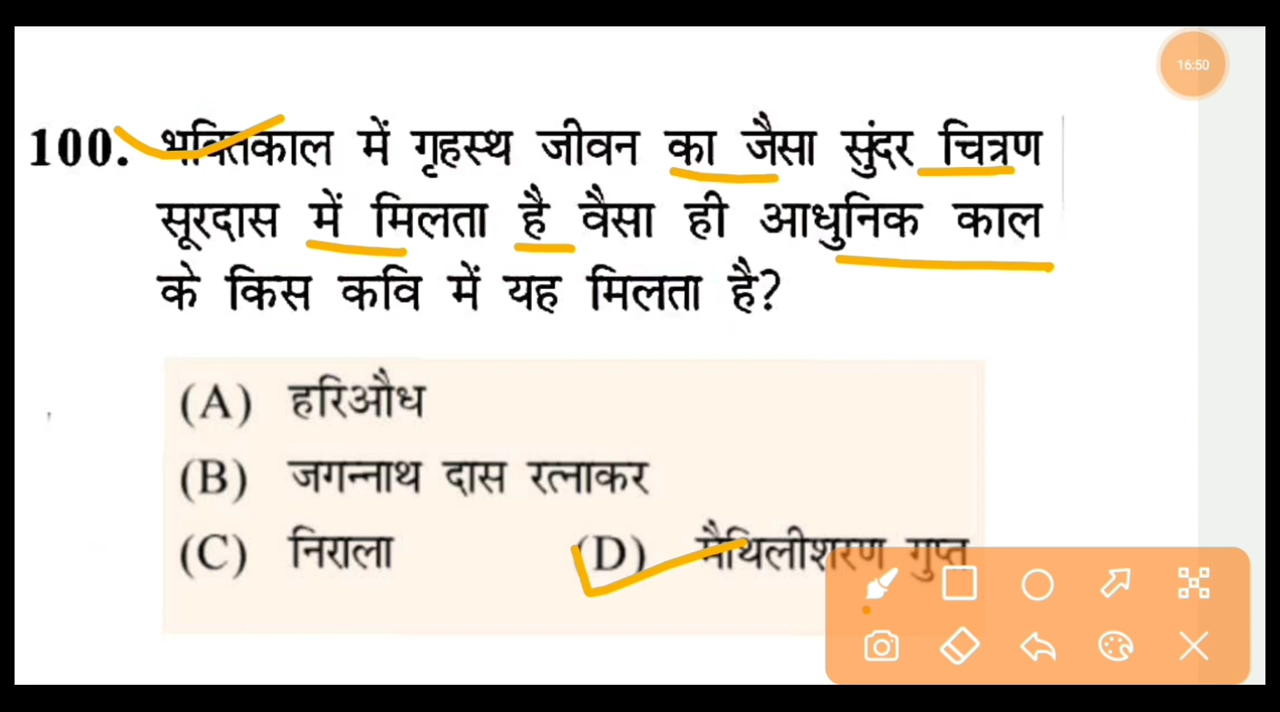 16:50
100. भक्तिकाल में गृहस्थ जीवन का जैसा सुंदर चित्रण
सूरदास में मिलता है वैसा ही आधुनिक काल
के किस कवि में यह मिलता है?
(A) हरिऔध
(B) जगन्नाथ दास रत्नाकर
(C) निराला (D) मैथिलीशरण गुप्त